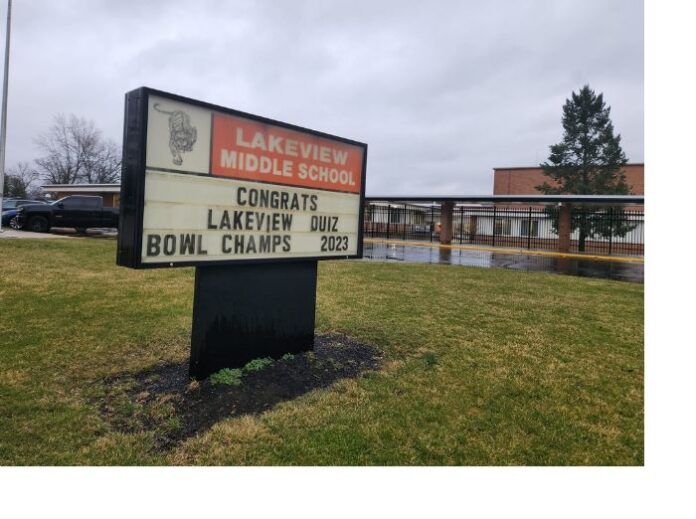 LAKEVIEW
MIDDLE SCHOOL
CONGRATS
LAKEVIEW QUIZ
BOWL CHAMPS 2023